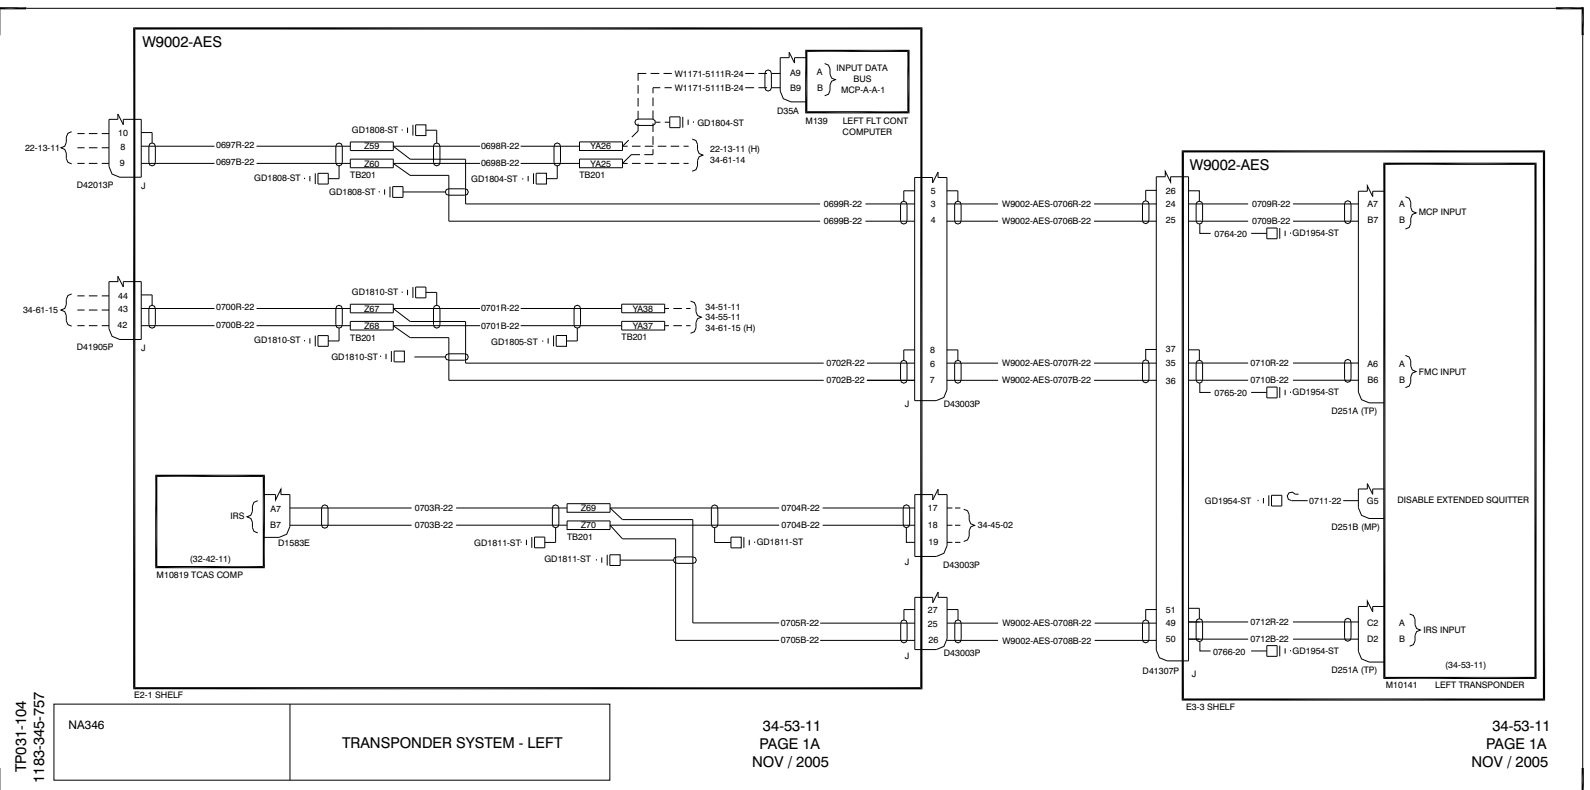 W9002-AES
W1171-5111R-24
W1171-5111B-24
A9
B9
A
B
INPUT DATA
BUS
MCP-A-A-1
D35A
M139
LEFT FLT CONT
COMPUTER
GD1808-ST
GD1804-ST
22-13-11
10
8
9
0697R-22
0697B-22
Z59
Z60
0698R-22
0698B-22
YA26
YA25
22-13-11 (H)
34-61-14
D42013P
J
GD1808-ST
TB201
GD1804-ST
TB201
GD1808-ST
0699R-22
0699B-22
5
3
4
W9002-AES-0706R-22
W9002-AES-0706B-22
W9002-AES
26
24
25
0709R-22
0709B-22
0764-20
GD1954-ST
A7
B7
A
B
MCP INPUT
34-61-15
44
43
42
GD1810-ST
0700R-22
0700B-22
Z67
Z68
0701R-22
0701B-22
YA38
YA37
34-51-11
34-55-11
34-61-15 (H)
D41905P
J
GD1810-ST
TB201
GD1805-ST
TB201
GD1810-ST
0702R-22
0702B-22
8
6
7
W9002-AES-0707R-22
W9002-AES-0707B-22
37
35
36
0710R-22
0710B-22
0765-20
GD1954-ST
A6
B6
A
B
FMC INPUT
J
D43003P
D251A (TP)
IRS
A7
B7
D1583E
(32-42-11)
M10819 TCAS COMP
0703R-22
0703B-22
Z69
Z70
GD1811-ST
TB201
0704R-22
0704B-22
GD1811-ST
GD1811-ST
17
18
19
34-45-02
J
D43003P
GD1954-ST
0711-22
G5
DISABLE EXTENDED SQUITTER
D251B (MP)
0705R-22
0705B-22
27
25
26
J
D43003P
W9002-AES-0708R-22
W9002-AES-0708B-22
51
49
50
D41307P
J
0712R-22
0712B-22
0766-20
GD1954-ST
C2
D2
A
B
IRS INPUT
D251A (TP)
(34-53-11)
M10141
LEFT TRANSPONDER
E2-1 SHELF
E3-3 SHELF
TP031-104
1183-345-757
NA346
TRANSPONDER SYSTEM - LEFT
34-53-11
PAGE 1A
NOV / 2005
34-53-11
PAGE 1A
NOV / 2005